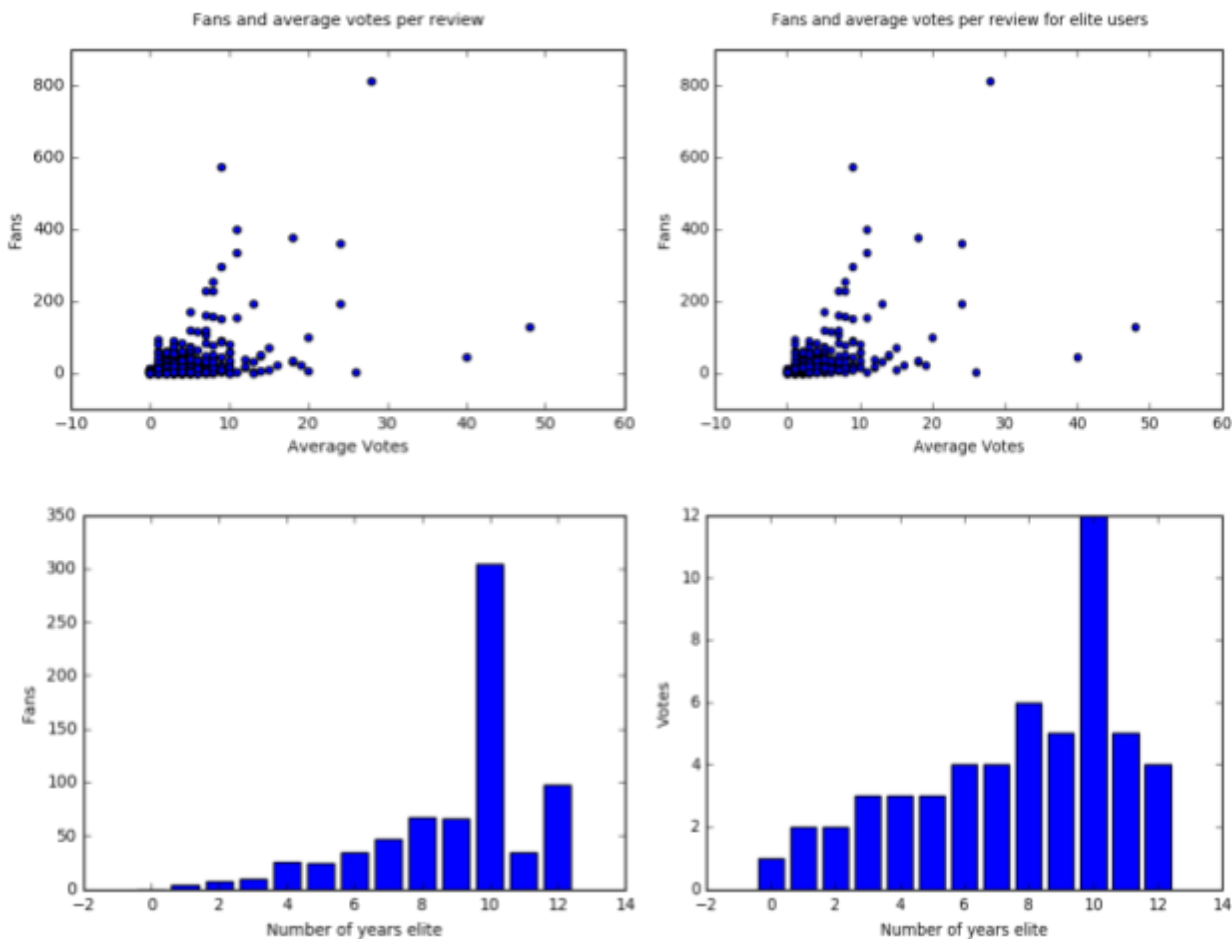 Fans and average votes per review
800
600
400
200
0
Fans
−10 0 10 20 30 40 50 60
Average Votes
Fans and average votes per review for elite users
800
600
400
200
0
Fans
−10 0 10 20 30 40 50 60
Average Votes
350
300
250
200
150
100
50
0
Fans
−2 0 2 4 6 8 10 12 14
Number of years elite
12
10
8
6
4
2
0
Votes
−2 0 2 4 6 8 10 12 14
Number of years elite